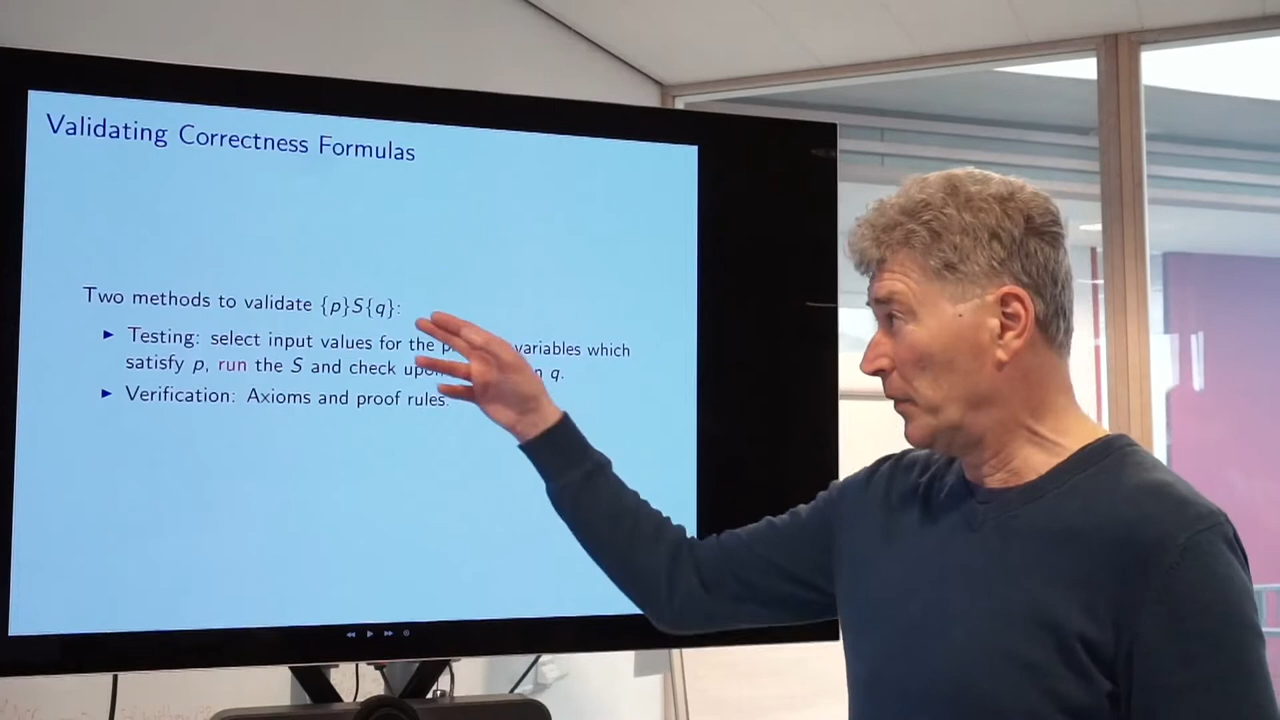 Validating Correctness Formulas
Two methods to validate {p}S{q}:
▶ Testing: select input values for the variables which
satisfy p, run the S and check upon q.
▶ Verification: Axioms and proof rules.